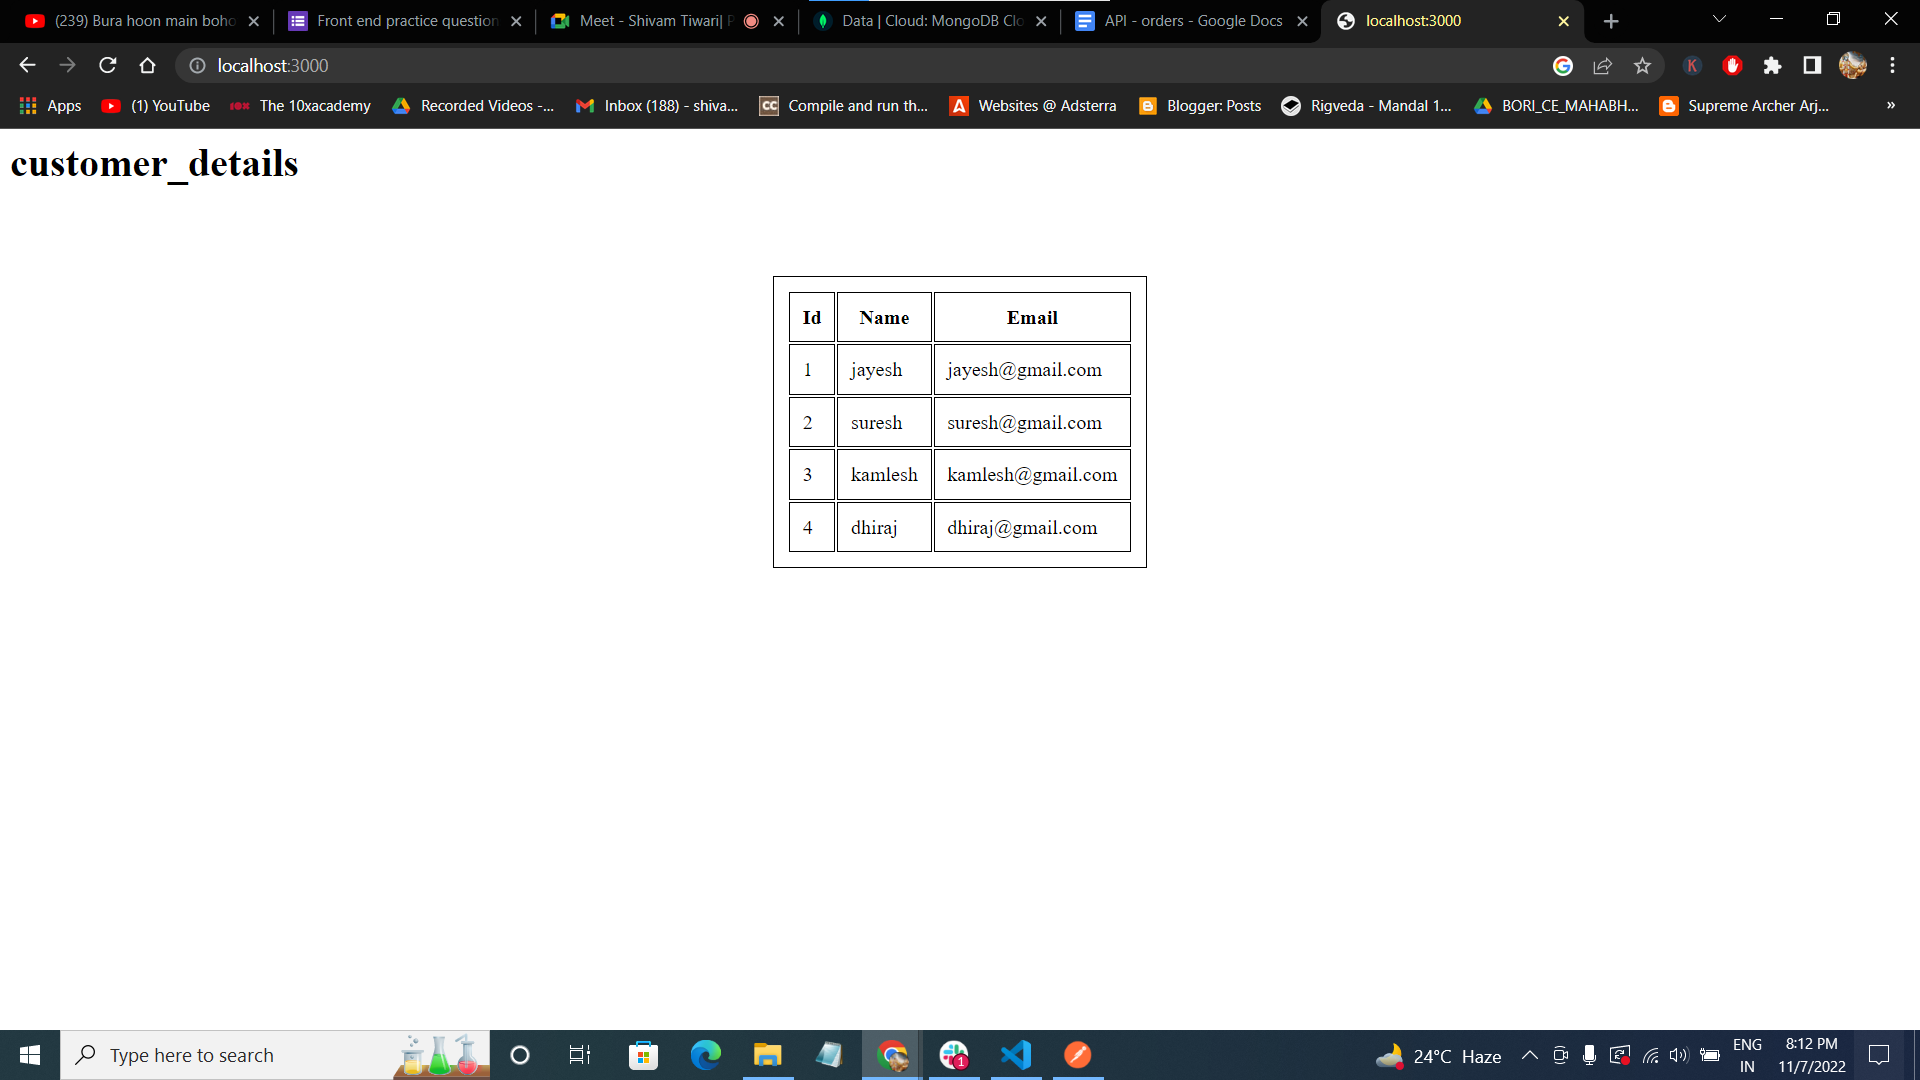 (239) Bura hoon main boho
Front end practice question
Meet - Shivam Tiwari| P
Data | Cloud: MongoDB Clo
API - orders - Google Docs
localhost:3000
localhost:3000
Apps
(1) YouTube
10x The 10xacademy
Recorded Videos -...
Inbox (188) - shiva...
CC Compile and run th...
Websites @ Adsterra
Blogger: Posts
Rigveda - Mandal 1...
BORI_CE_MAHABH...
Supreme Archer Arj...
»
customer_details
Id Name Email
1 jayesh jayesh@gmail.com
2 suresh suresh@gmail.com
3 kamlesh kamlesh@gmail.com
4 dhiraj dhiraj@gmail.com
Type here to search
1
24°C Haze
ENG
IN
8:12 PM
11/7/2022